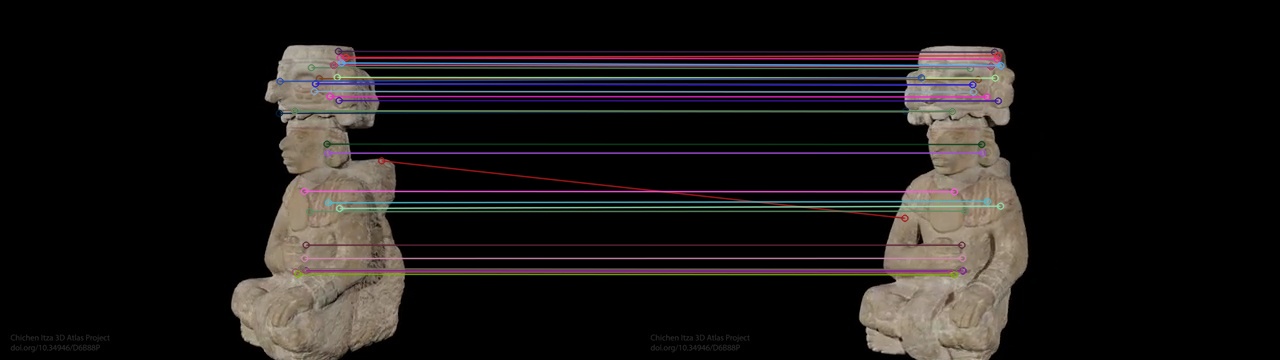 Chichen Itza 3D Atlas Project
doi.org/10.34946/D6B88P
Chichen Itza 3D Atlas Project
doi.org/10.34946/D6B88P